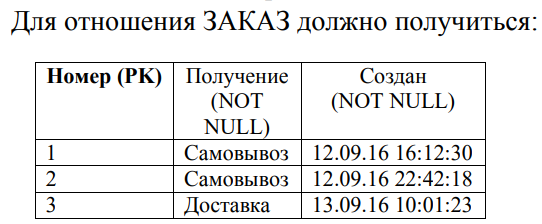 Для отношения ЗАКАЗ должно получиться:
Номер (PK) Получение Создан
(NOT (NOT NULL)
NULL)
1 Самовывоз 12.09.16 16:12:30
2 Самовывоз 12.09.16 22:42:18
3 Доставка 13.09.16 10:01:23